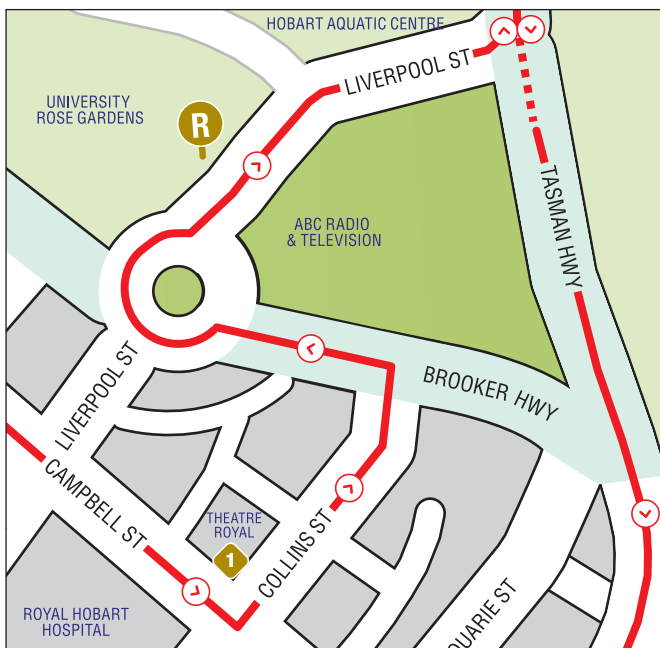 HOBART AQUATIC CENTRE
LIVERPOOL ST
UNIVERSITY
ROSE GARDENS
R
TASMAN HWY
ABC RADIO
& TELEVISION
LIVERPOOL ST
BROOKER HWY
CAMPBELL ST
THEATRE
ROYAL
1
COLLINS ST
ROYAL HOBART
HOSPITAL
QUARIE ST